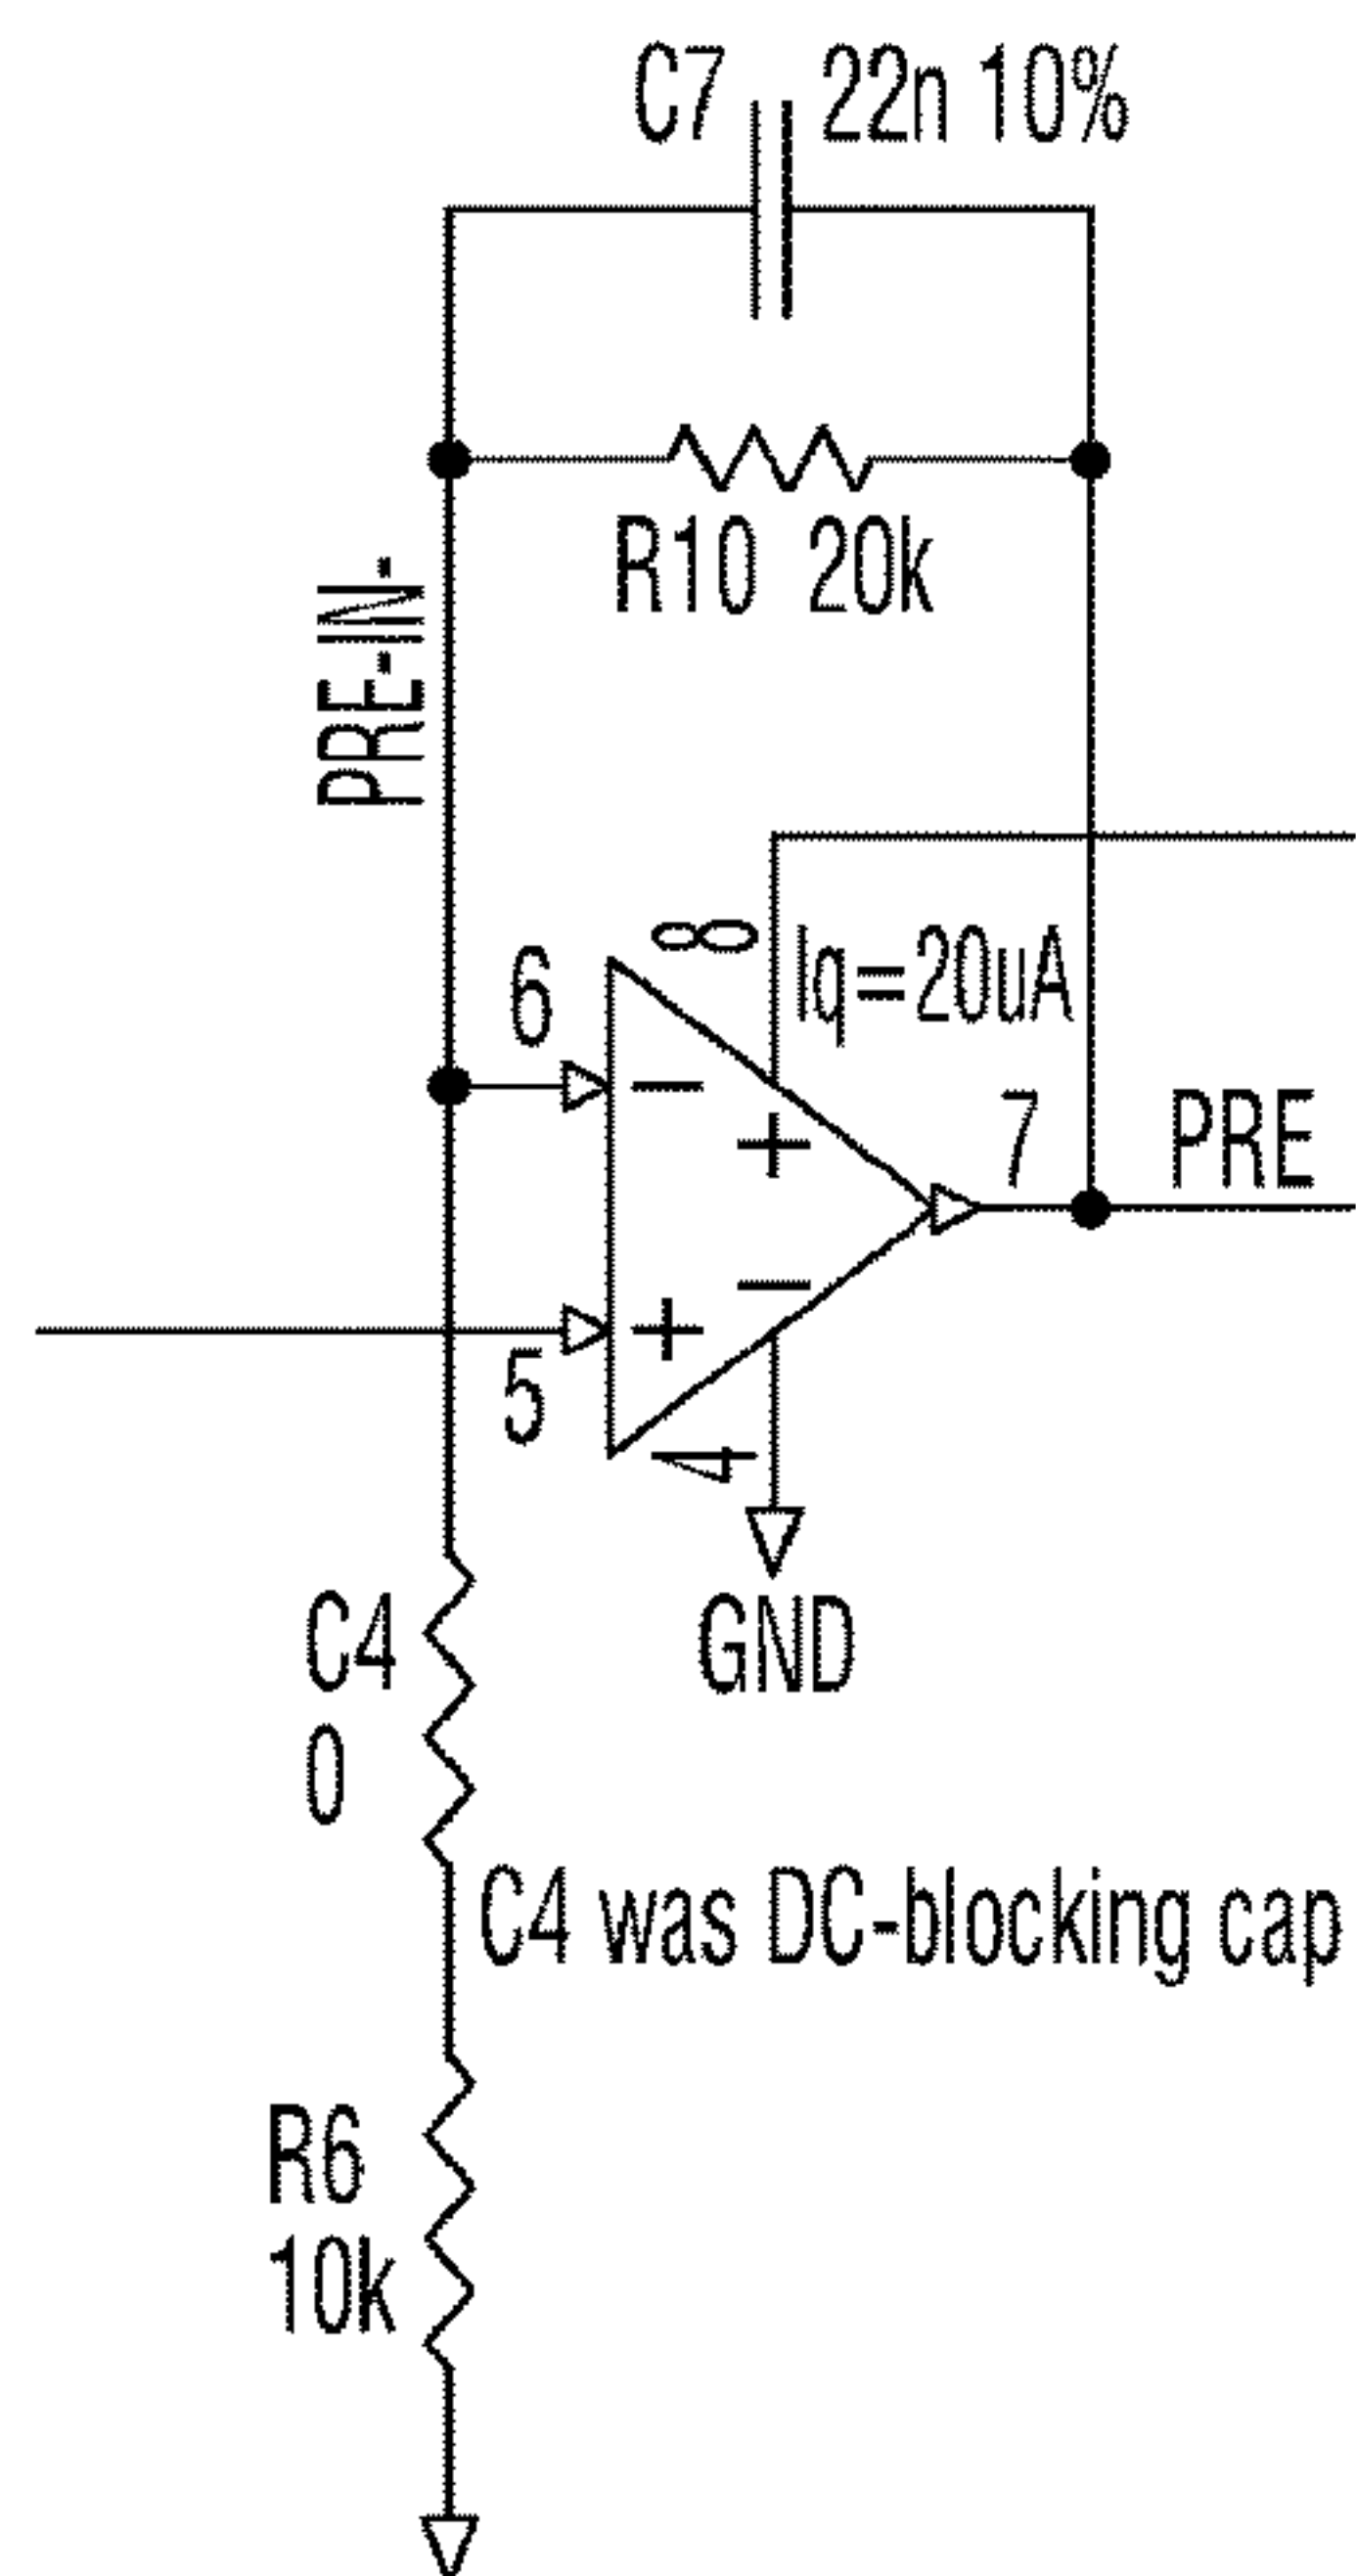 C7 22n 10%
R10 20k
PRE-IN-
8
Iq=20uA
6
7
PRE
5
4
GND
C4
0
C4 was DC-blocking cap
R6
10k